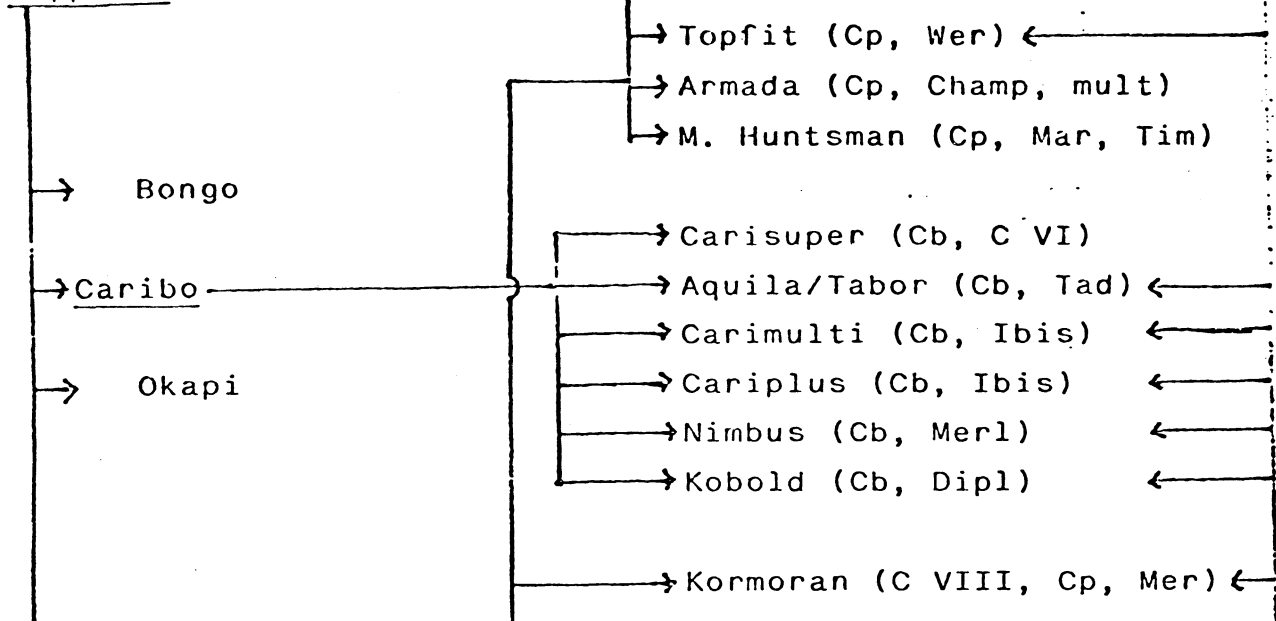 Topfit (Cp, Wer)
Armada (Cp, Champ, mult)
M. Huntsman (Cp, Mar, Tim)
Bongo
Carisuper (Cb, C VI)
Caribo
Aquila/Tabor (Cb, Tad)
Carimulti (Cb, Ibis)
Okapi
Cariplus (Cb, Ibis)
Nimbus (Cb, Merl)
Kobold (Cb, Dipl)
Kormoran (C VIII, Cp, Mer)